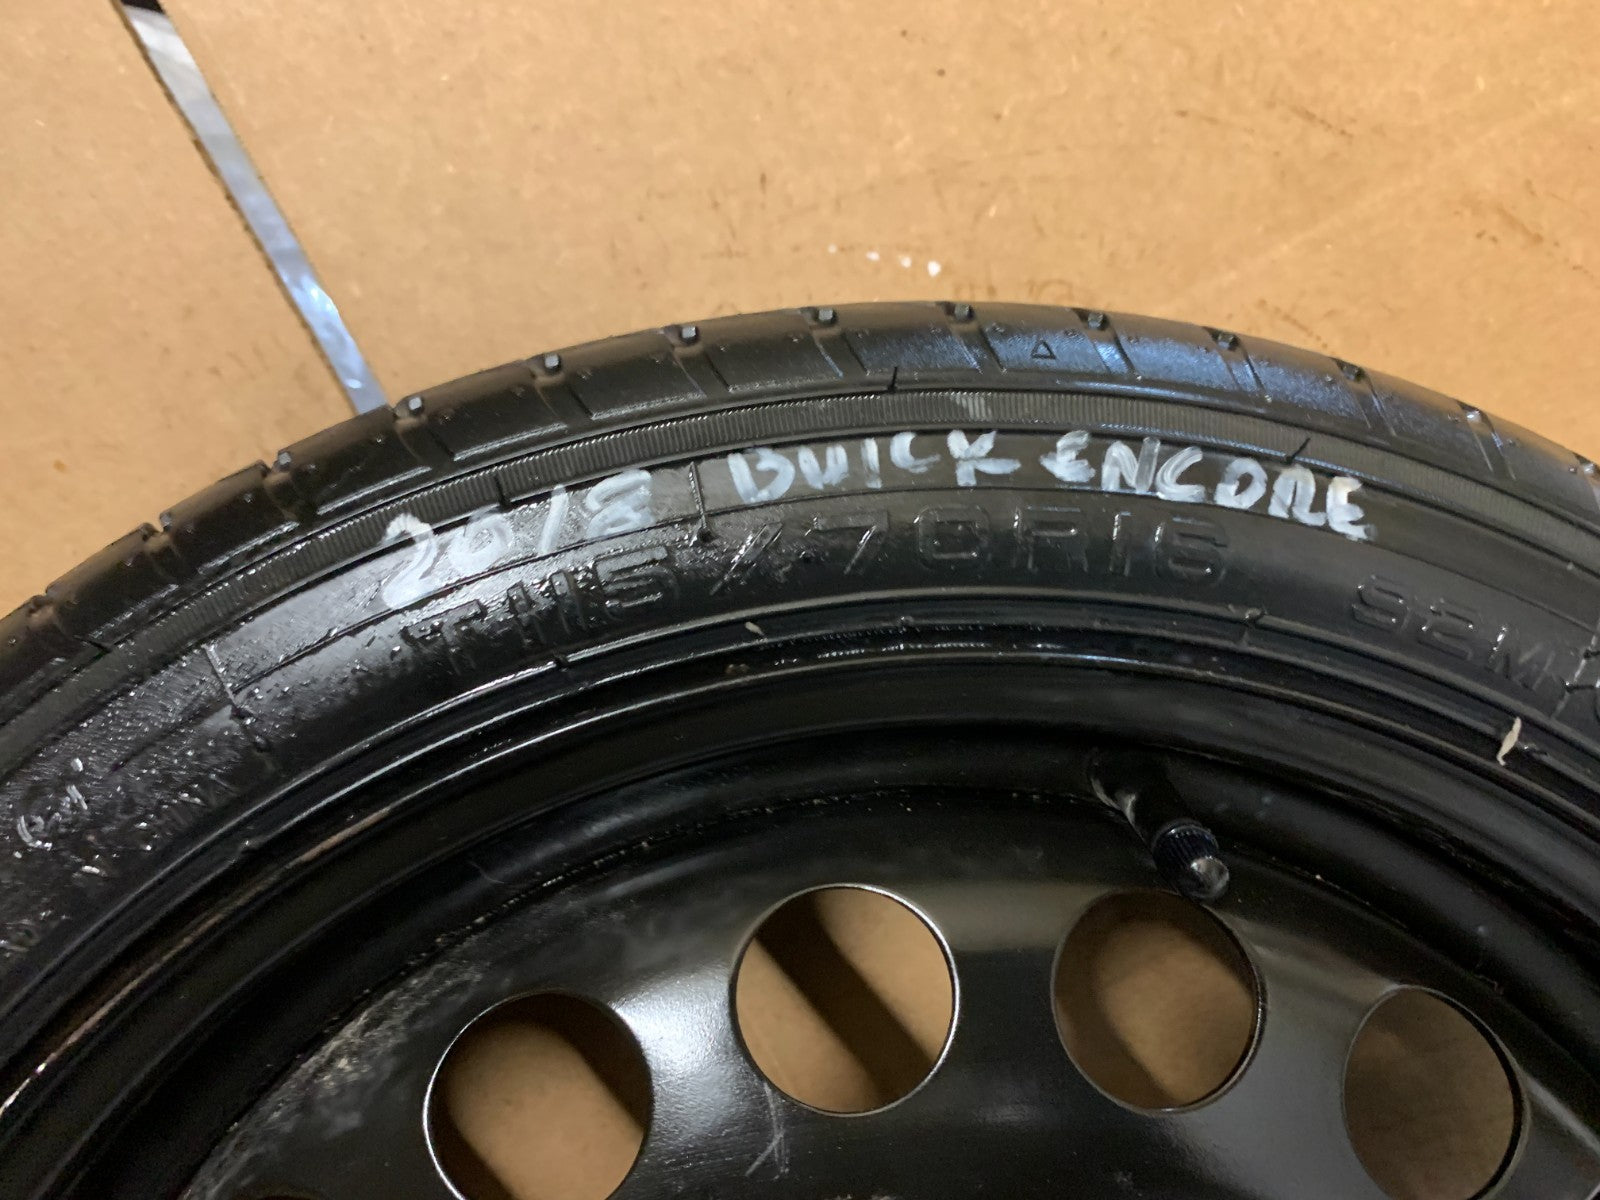 2018 BUICK ENCORE
T115/70R16 92M